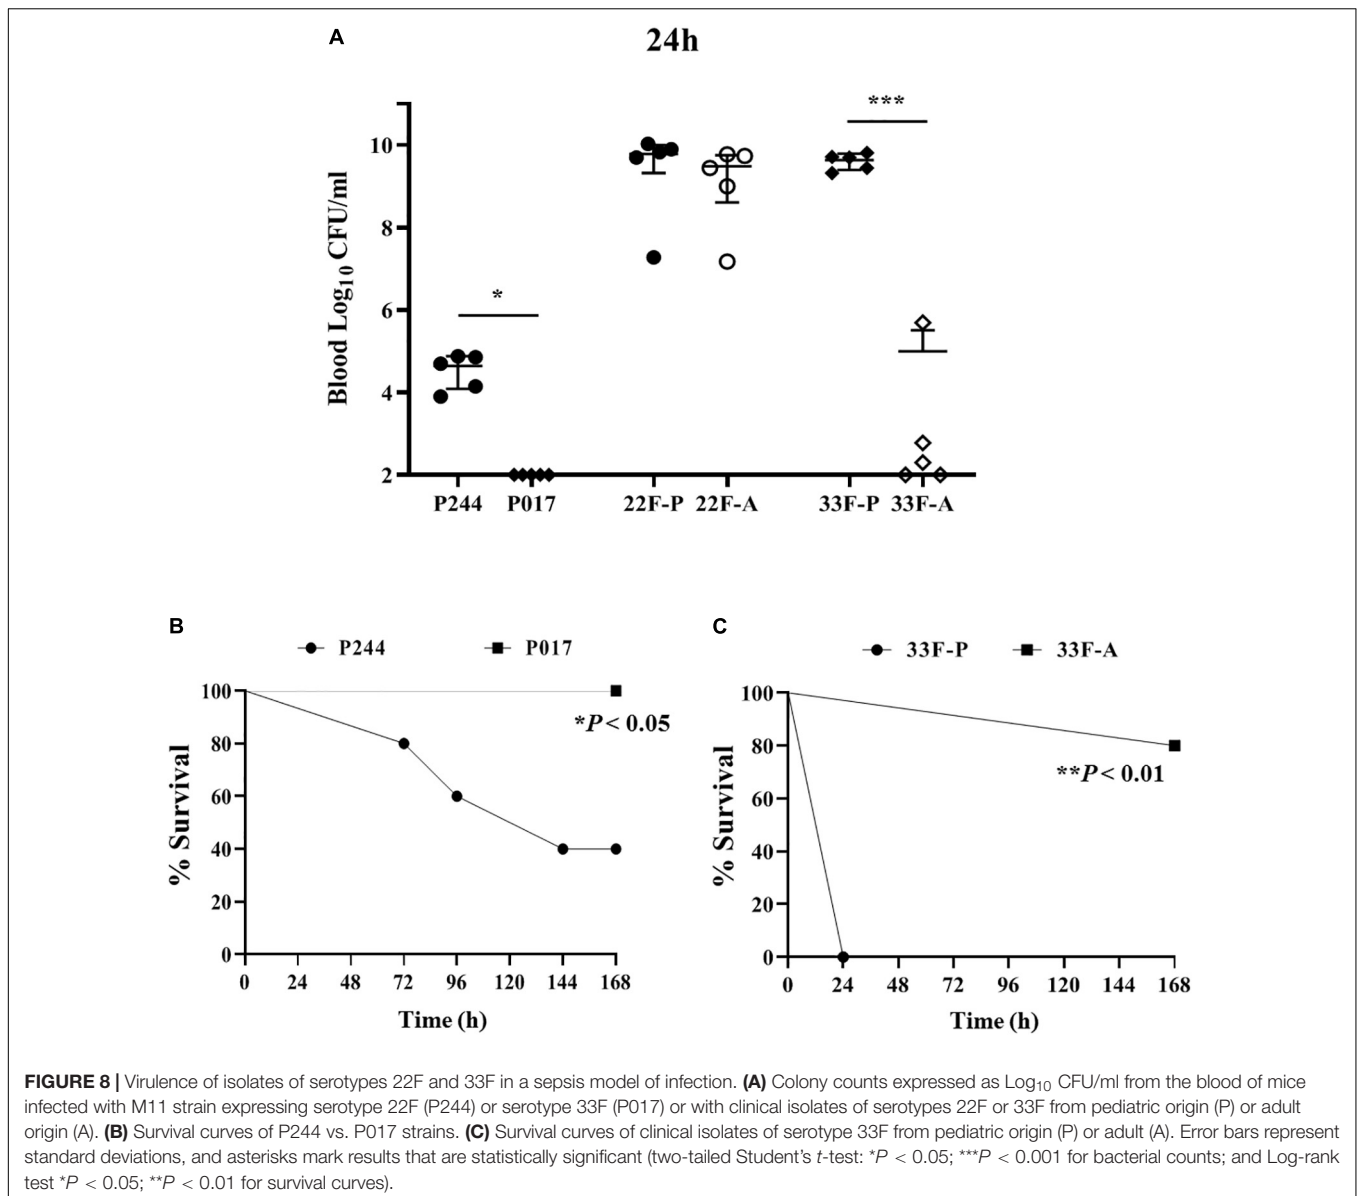 A
24h
***
10
8
6
4
2
Blood Log10 CFU/ml
*
P244 P017 22F-P 22F-A 33F-P 33F-A
B
P244 P017
100
80
60
40
20
0
% Survival
*P < 0.05
0 24 48 72 96 120 144 168
Time (h)
C
33F-P 33F-A
100
80
60
40
20
0
% Survival
**P < 0.01
0 24 48 72 96 120 144 168
Time (h)
FIGURE 8 | Virulence of isolates of serotypes 22F and 33F in a sepsis model of infection. (A) Colony counts expressed as Log10 CFU/ml from the blood of mice
infected with M11 strain expressing serotype 22F (P244) or serotype 33F (P017) or with clinical isolates of serotypes 22F or 33F from pediatric origin (P) or adult
origin (A). (B) Survival curves of P244 vs. P017 strains. (C) Survival curves of clinical isolates of serotype 33F from pediatric origin (P) or adult (A). Error bars represent
standard deviations, and asterisks mark results that are statistically significant (two-tailed Student's t-test: *P < 0.05; ***P < 0.001 for bacterial counts; and Log-rank
test *P < 0.05; **P < 0.01 for survival curves).